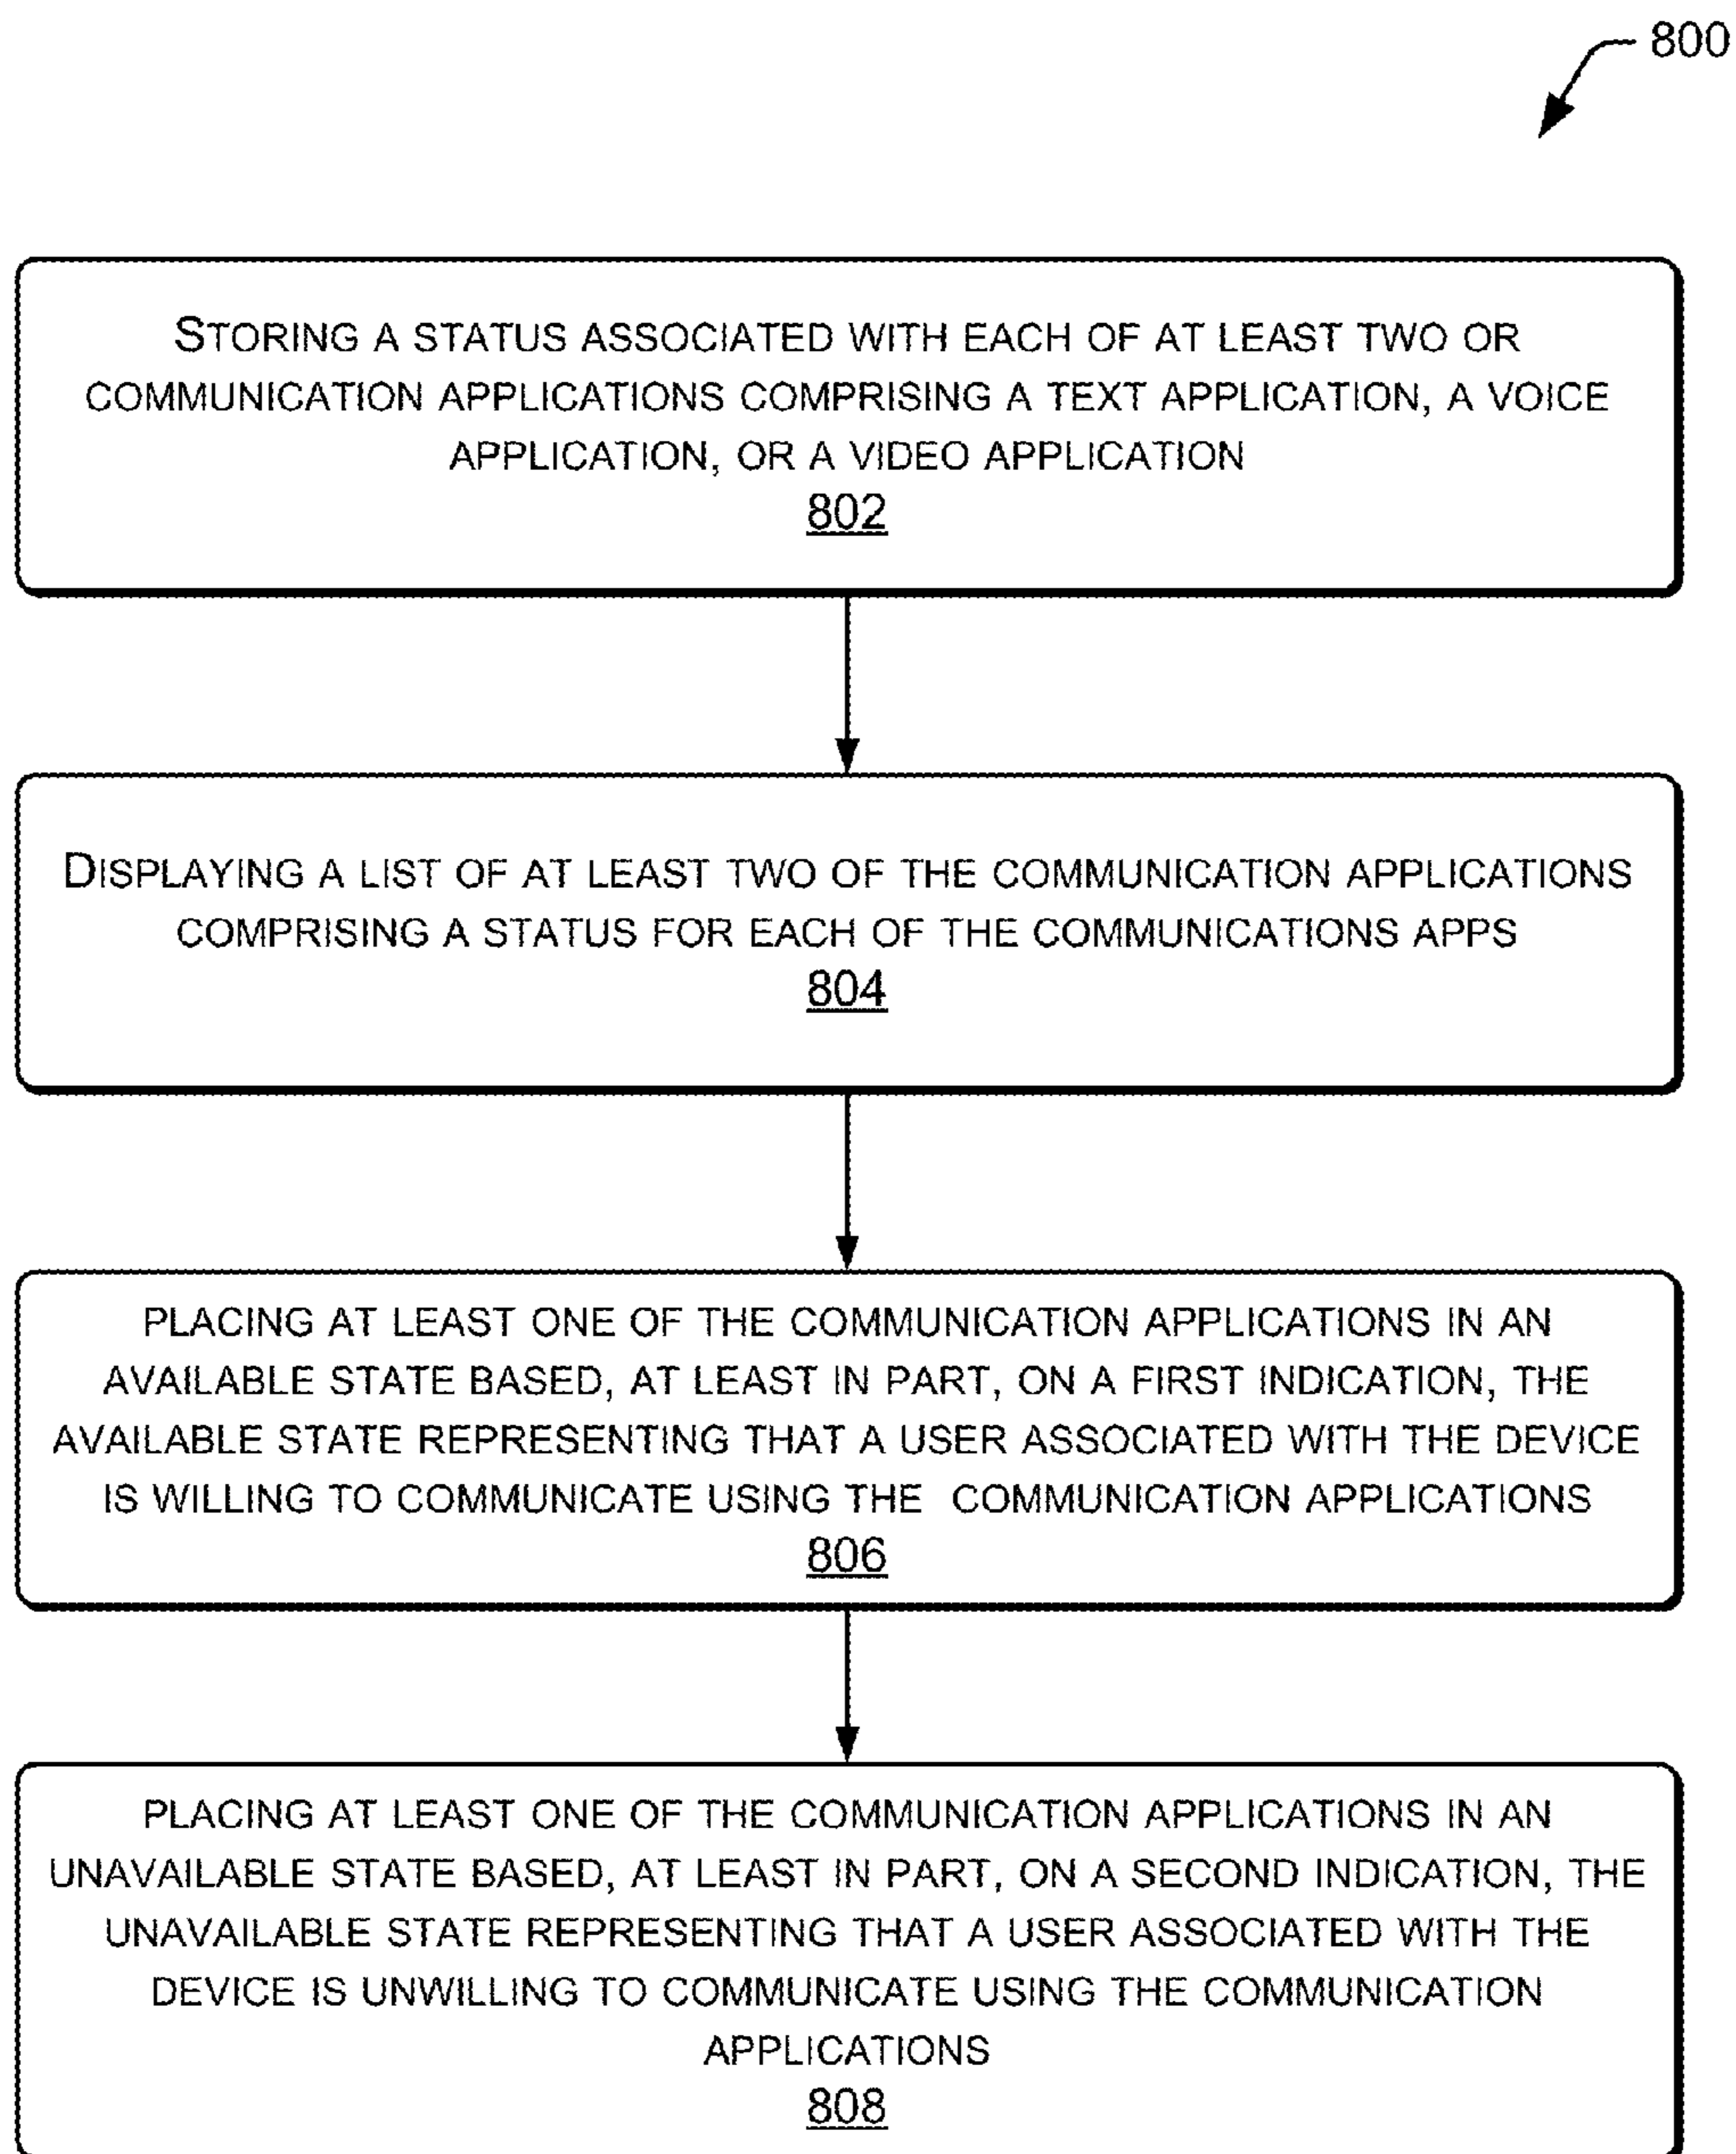 800
STORING A STATUS ASSOCIATED WITH EACH OF AT LEAST TWO OR
COMMUNICATION APPLICATIONS COMPRISING A TEXT APPLICATION, A VOICE
APPLICATION, OR A VIDEO APPLICATION
802
DISPLAYING A LIST OF AT LEAST TWO OF THE COMMUNICATION APPLICATIONS
COMPRISING A STATUS FOR EACH OF THE COMMUNICATIONS APPS
804
PLACING AT LEAST ONE OF THE COMMUNICATION APPLICATIONS IN AN
AVAILABLE STATE BASED, AT LEAST IN PART, ON A FIRST INDICATION, THE
AVAILABLE STATE REPRESENTING THAT A USER ASSOCIATED WITH THE DEVICE
IS WILLING TO COMMUNICATE USING THE COMMUNICATION APPLICATIONS
806
PLACING AT LEAST ONE OF THE COMMUNICATION APPLICATIONS IN AN
UNAVAILABLE STATE BASED, AT LEAST IN PART, ON A SECOND INDICATION, THE
UNAVAILABLE STATE REPRESENTING THAT A USER ASSOCIATED WITH THE
DEVICE IS UNWILLING TO COMMUNICATE USING THE COMMUNICATION
APPLICATIONS
808